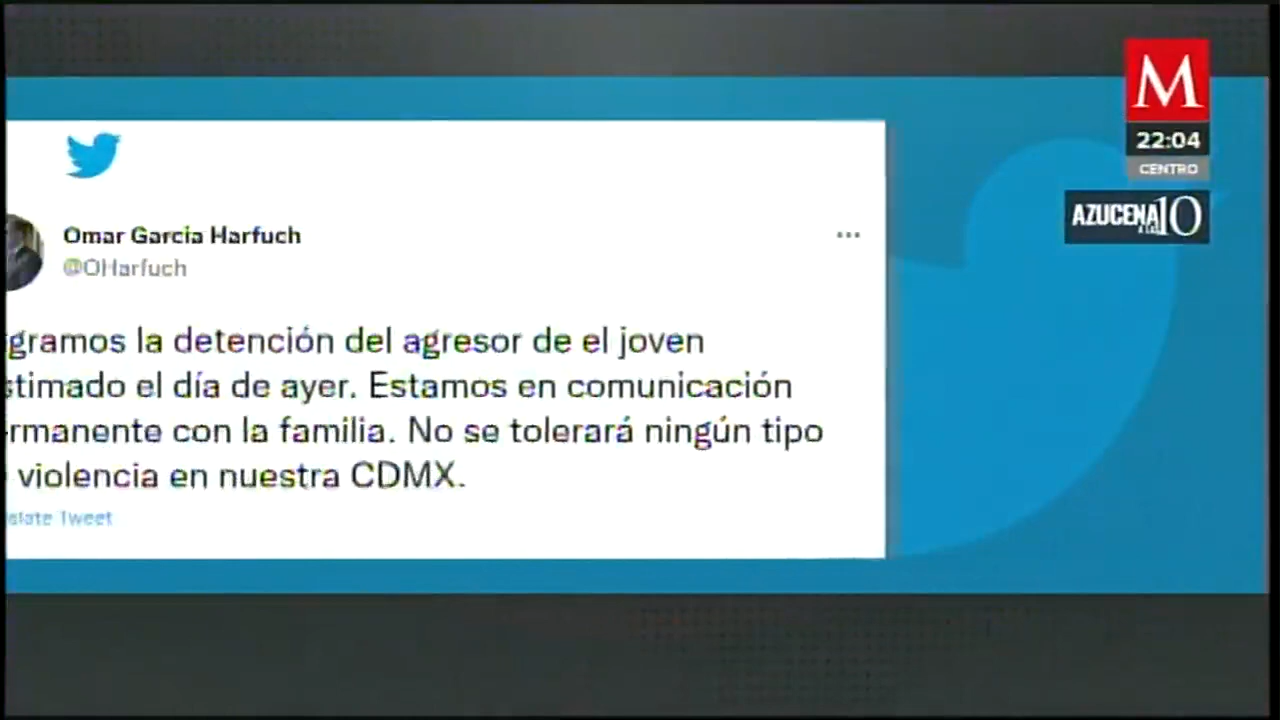 M
22:04
CENTRO
AZUCENA A LAS 10
Omar Garcia Harfuch
@OHarfuch
gramos la detención del agresor de el joven
stimado el día de ayer. Estamos en comunicación
rmanente con la familia. No se tolerará ningún tipo
violencia en nuestra CDMX.
slate Tweet